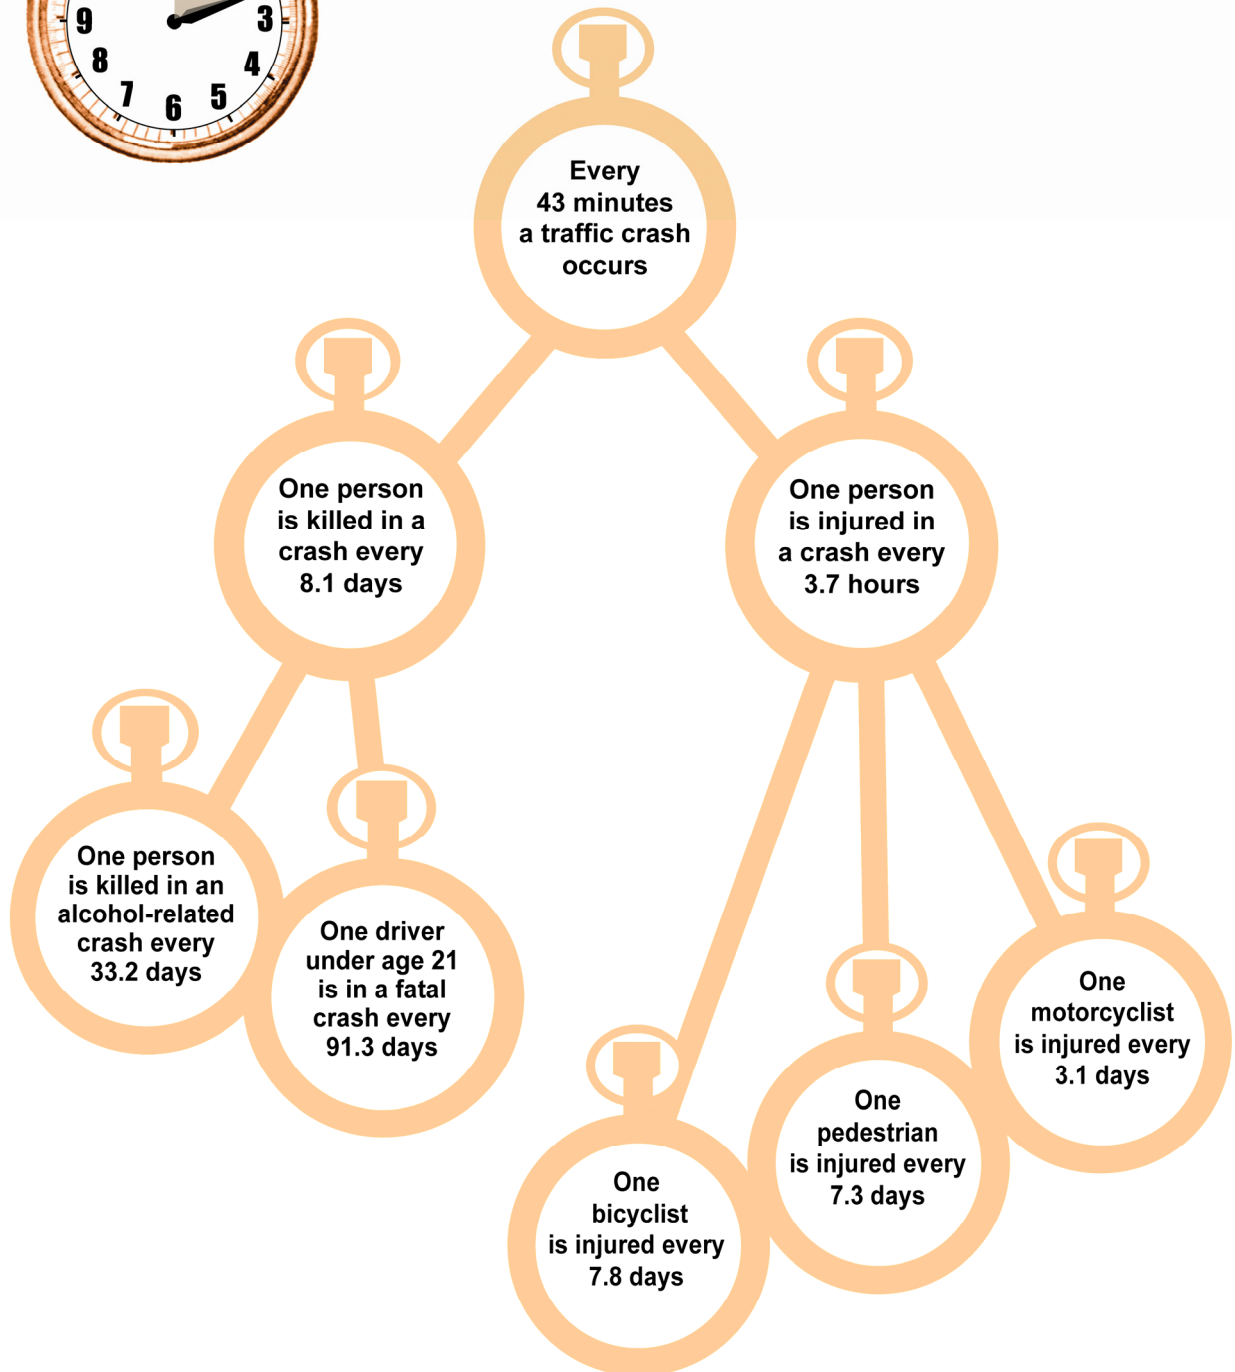 9
3
8
4
7
5
6
Every
43 minutes
a traffic crash
occurs
One person
is killed in a
crash every
8.1 days
One person
is injured in
a crash every
3.7 hours
One person
is killed in an
alcohol-related
crash every
33.2 days
One driver
under age 21
is in a fatal
crash every
91.3 days
One
bicyclist
is injured every
7.8 days
One
pedestrian
is injured every
7.3 days
One
motorcyclist
is injured every
3.1 days